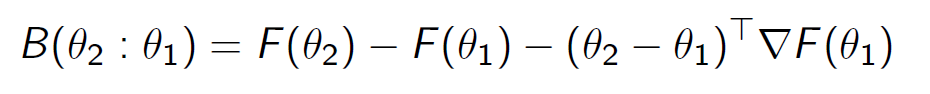 B(θ₂ : θ₁) = F(θ₂) − F(θ₁) − (θ₂ − θ₁)⊤∇F(θ₁)